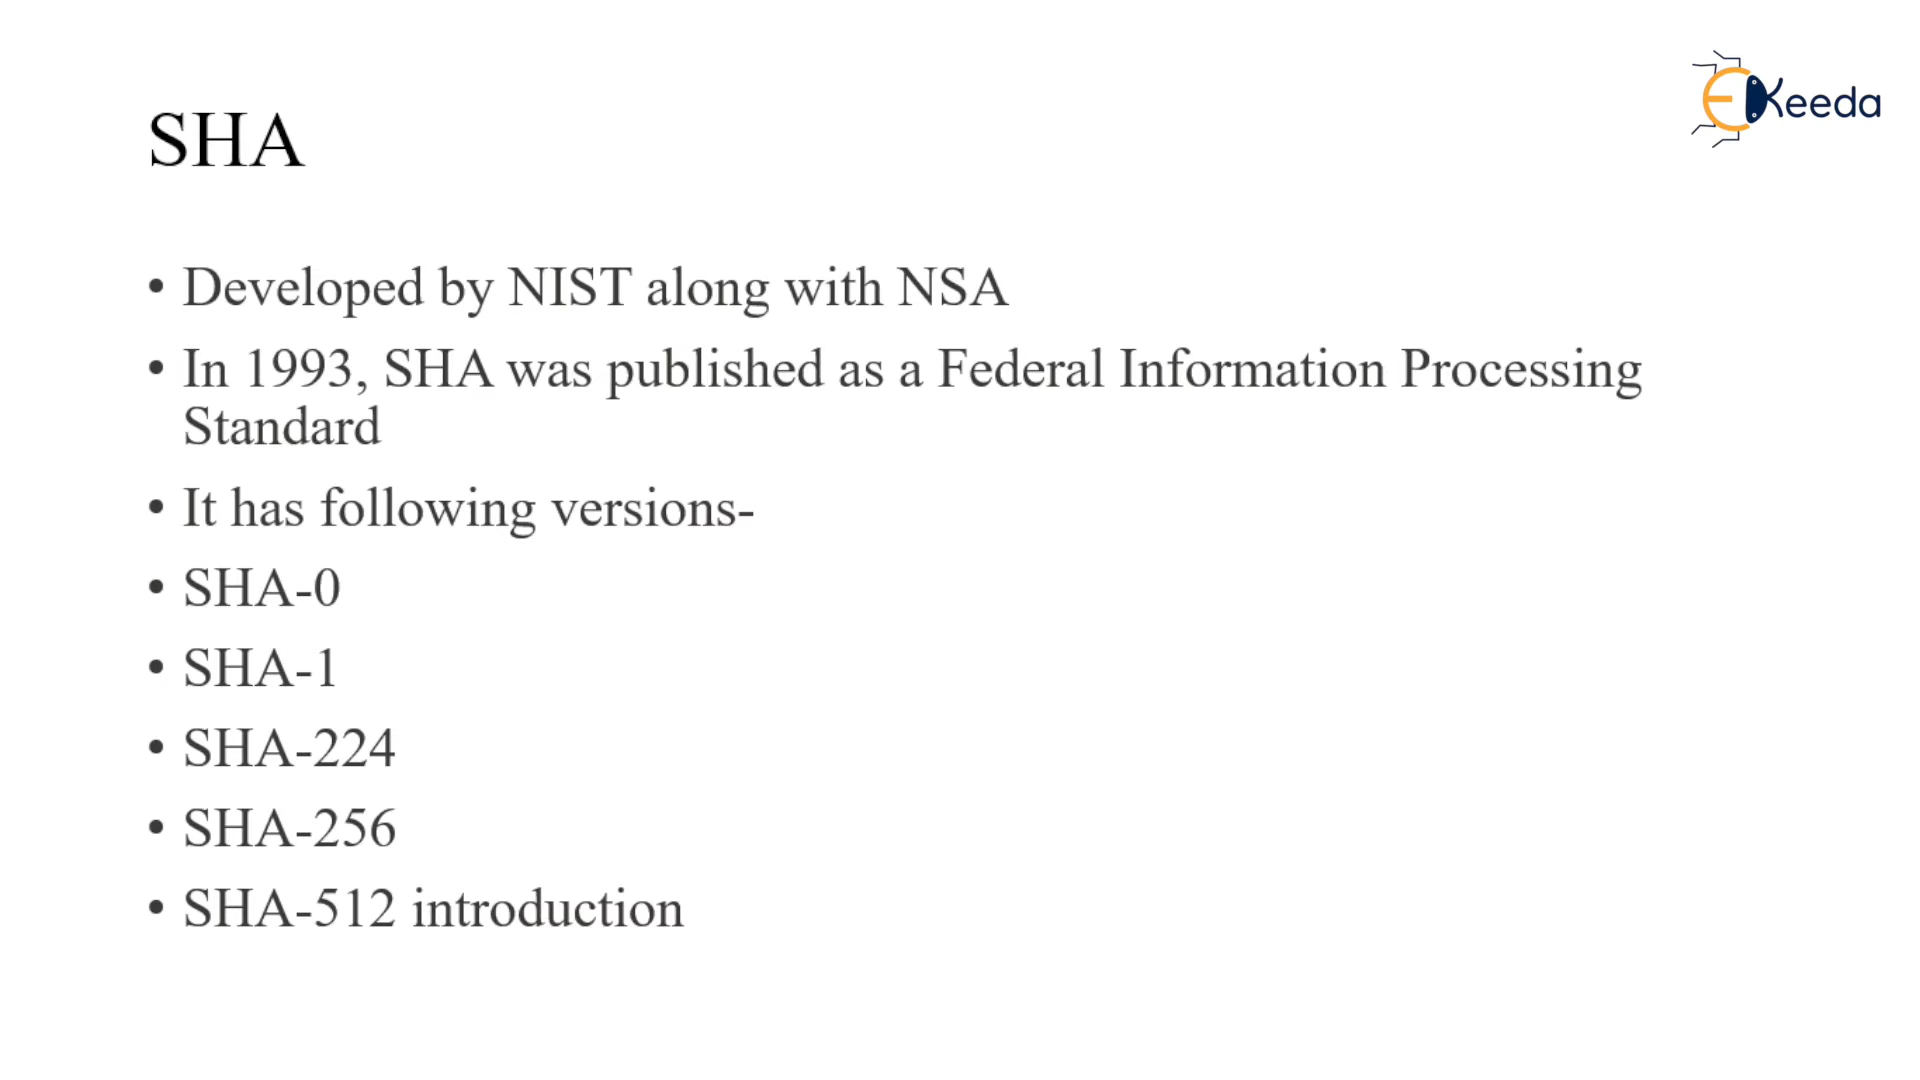 EKeeda
SHA
• Developed by NIST along with NSA
• In 1993, SHA was published as a Federal Information Processing
Standard
• It has following versions-
• SHA-0
• SHA-1
• SHA-224
• SHA-256
• SHA-512 introduction